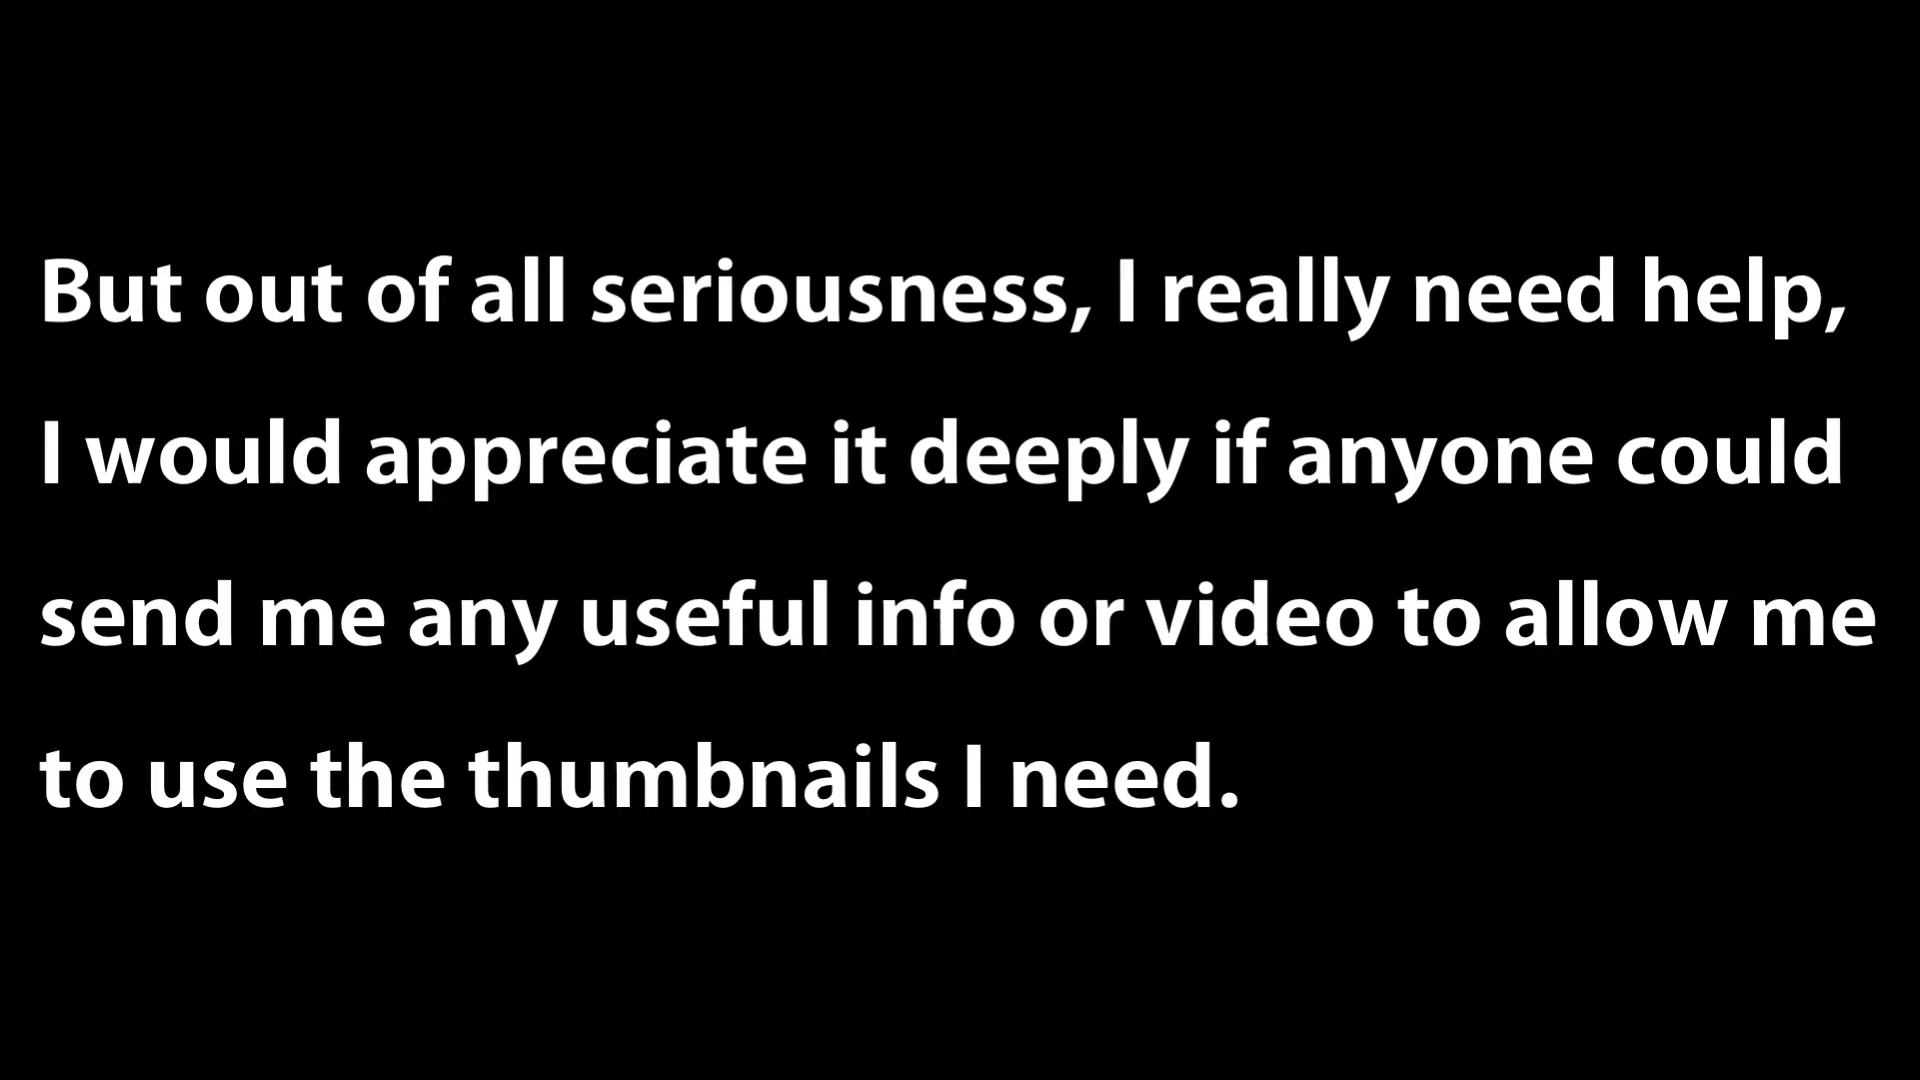 But out of all seriousness, I really need help,
I would appreciate it deeply if anyone could
send me any useful info or video to allow me
to use the thumbnails I need.